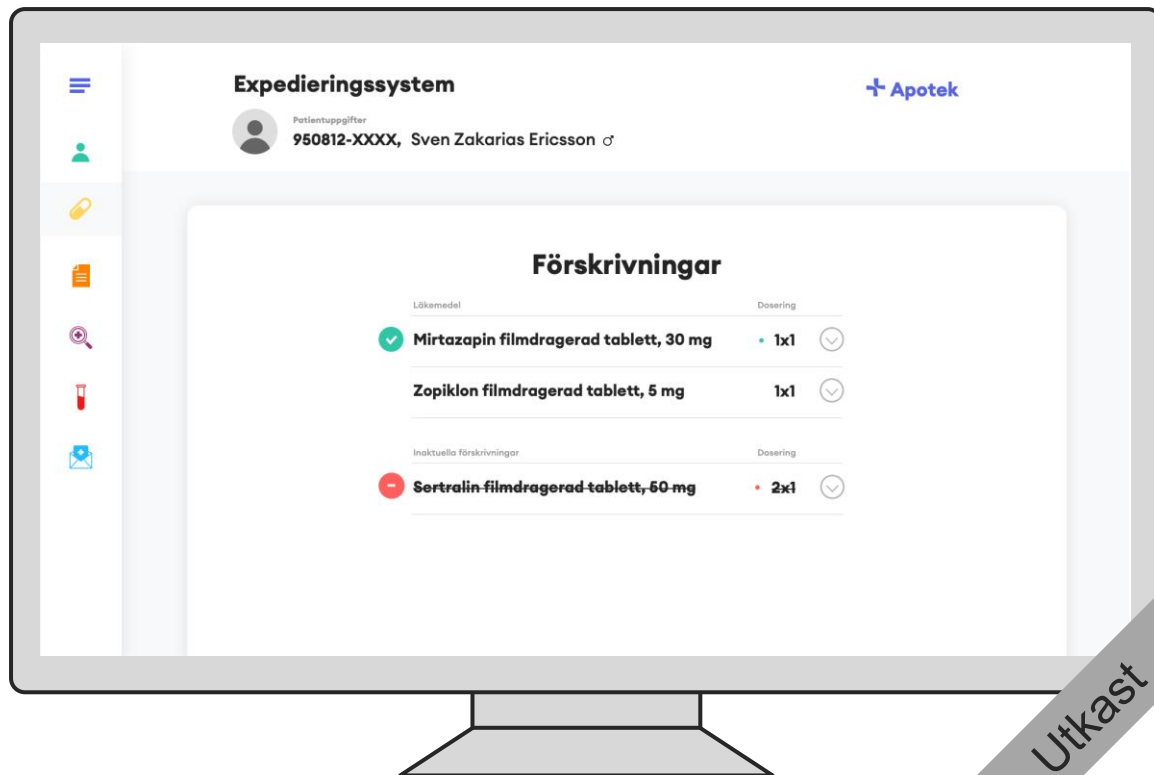 Expedieringssystem
Apotek
Patientuppgifter
950812-XXXX, Sven Zakarias Ericsson ♂
Förskrivningar
Läkemedel Dosering
Mirtazapin filmdragerad tablett, 30 mg • 1x1
Zopiklon filmdragerad tablett, 5 mg 1x1
Inaktuella förskrivningar Dosering
Sertralin filmdragerad tablett, 50 mg • 2x1
Utkast